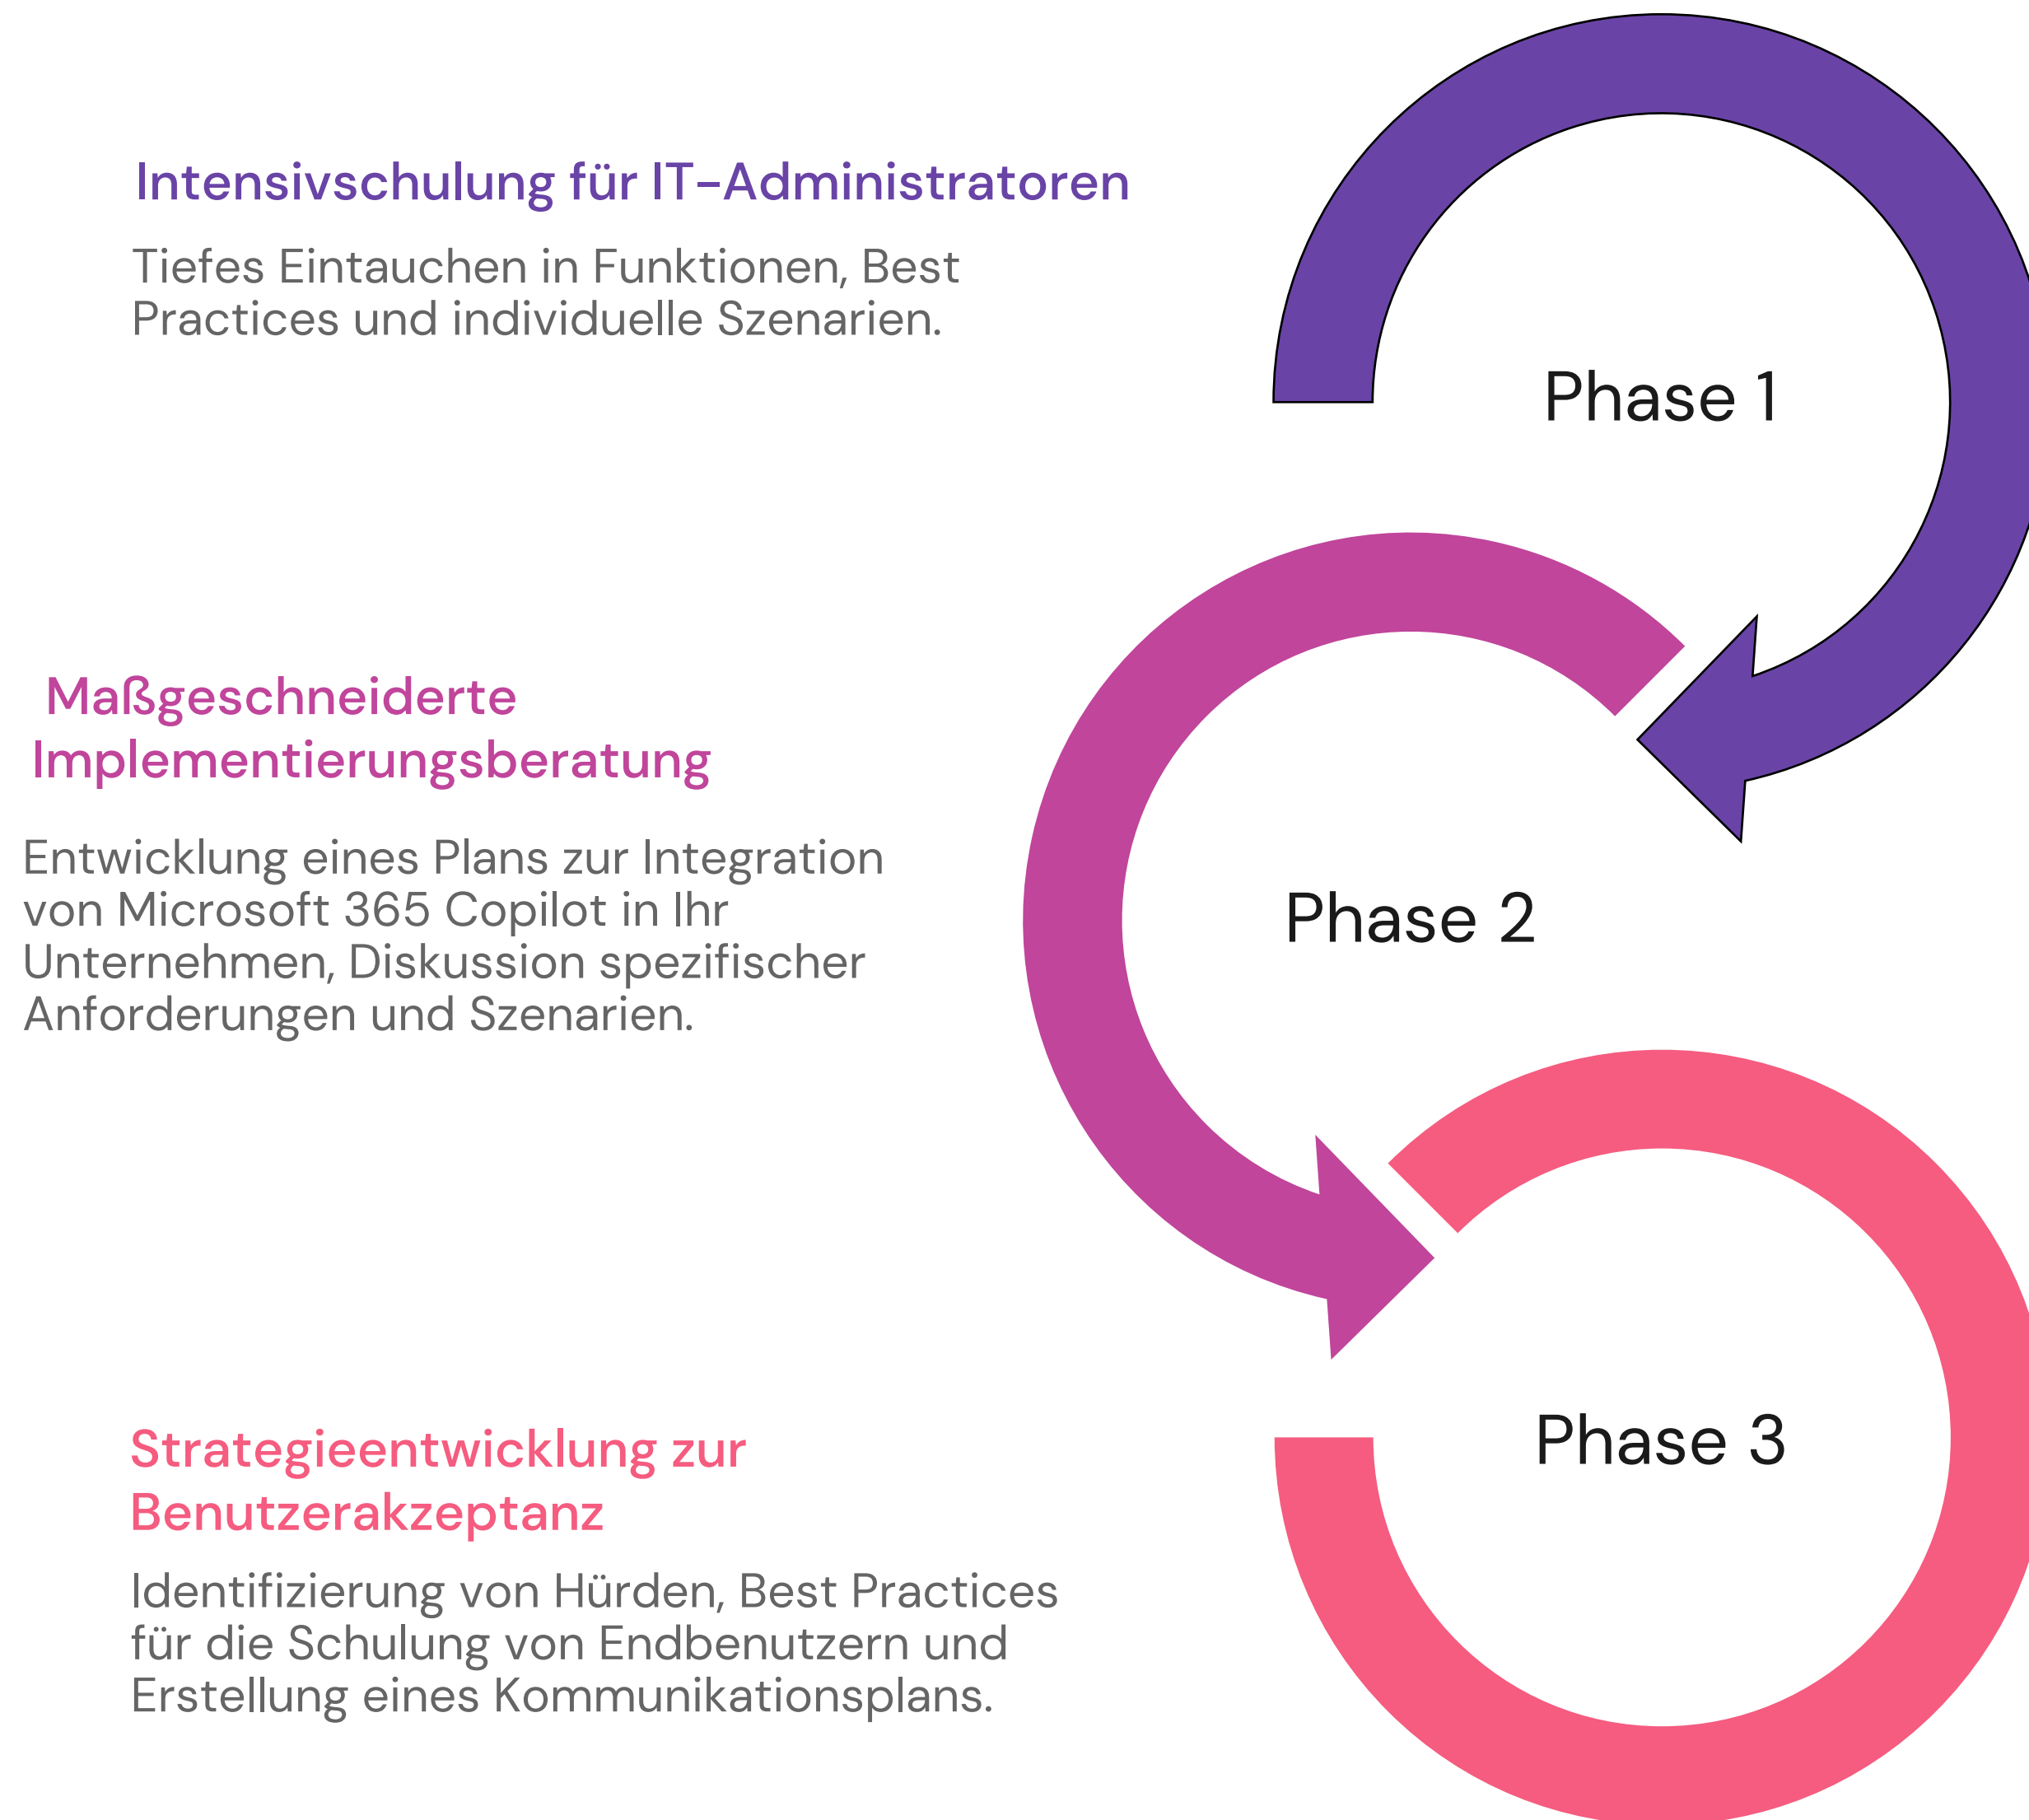 Intensivschulung für IT-Administratoren
Tiefes Eintauchen in Funktionen, Best
Practices und individuelle Szenarien.
Phase 1
Maßgeschneiderte
Implementierungsberatung
Entwicklung eines Plans zur Integration
von Microsoft 365 Copilot in Ihr
Unternehmen, Diskussion spezifischer
Anforderungen und Szenarien.
Phase 2
Strategieentwicklung zur
Benutzerakzeptanz
Identifizierung von Hürden, Best Practices
für die Schulung von Endbenutzern und
Erstellung eines Kommunikationsplans.
Phase 3